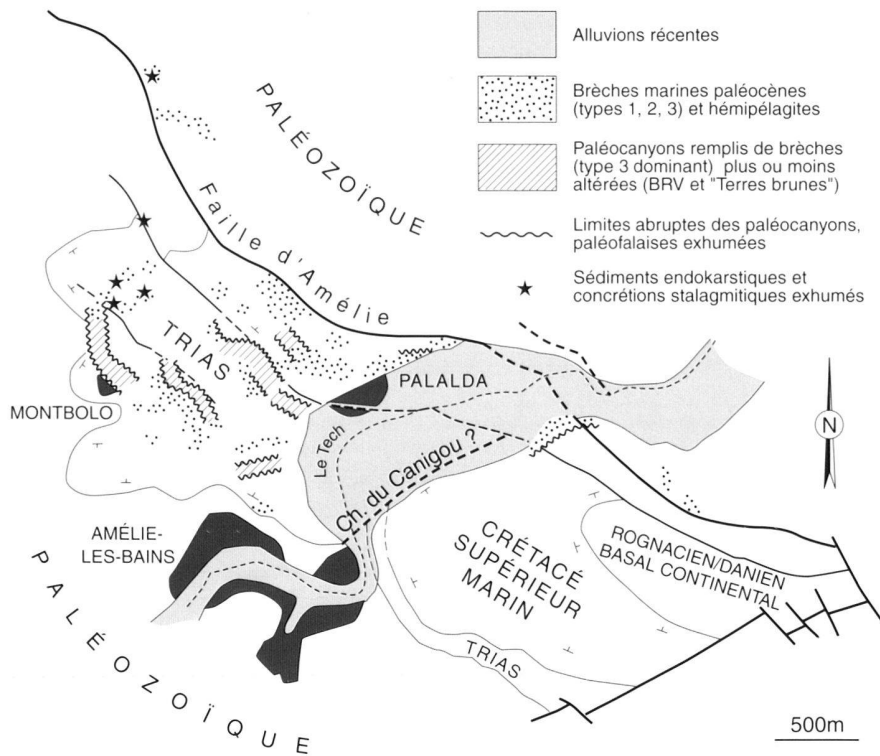 Alluvions récentes
Brèches marines paléocènes
(types 1, 2, 3) et hémipélagites
Paléocanyons remplis de brèches
(type 3 dominant) plus ou moins
altérées (BRV et "Terres brunes")
Limites abruptes des paléocanyons,
paléofalaises exhumées
Sédiments endokarstiques et
concrétions stalagmitiques exhumés
PALÉOZOÏQUE
Faille d'Amélie
TRIAS
PALALDA
MONTBOLO
Le Tech
Ch. du Canigou ?
N
AMÉLIE-
LES-BAINS
CRÉTACÉ
SUPÉRIEUR
MARIN
ROGNACIEN/DANIEN
BASAL CONTINENTAL
TRIAS
PALÉOZOÏQUE
500m